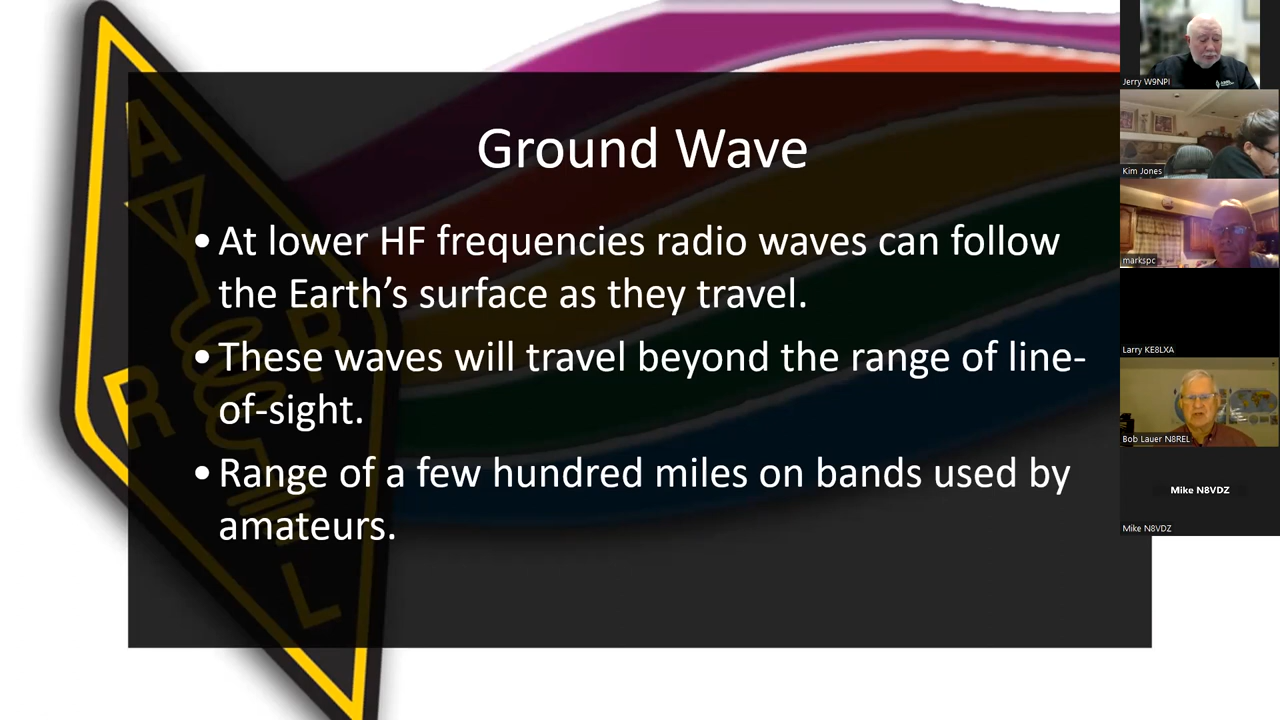 Ground Wave
•At lower HF frequencies radio waves can follow
the Earth’s surface as they travel.
•These waves will travel beyond the range of line-
of-sight.
•Range of a few hundred miles on bands used by
amateurs.
A
R
R
L
Jerry W9NPI
Kim Jones
markspc
Larry KE8LXA
Bob Lauer N8REL
Mike N8VDZ
Mike N8VDZ